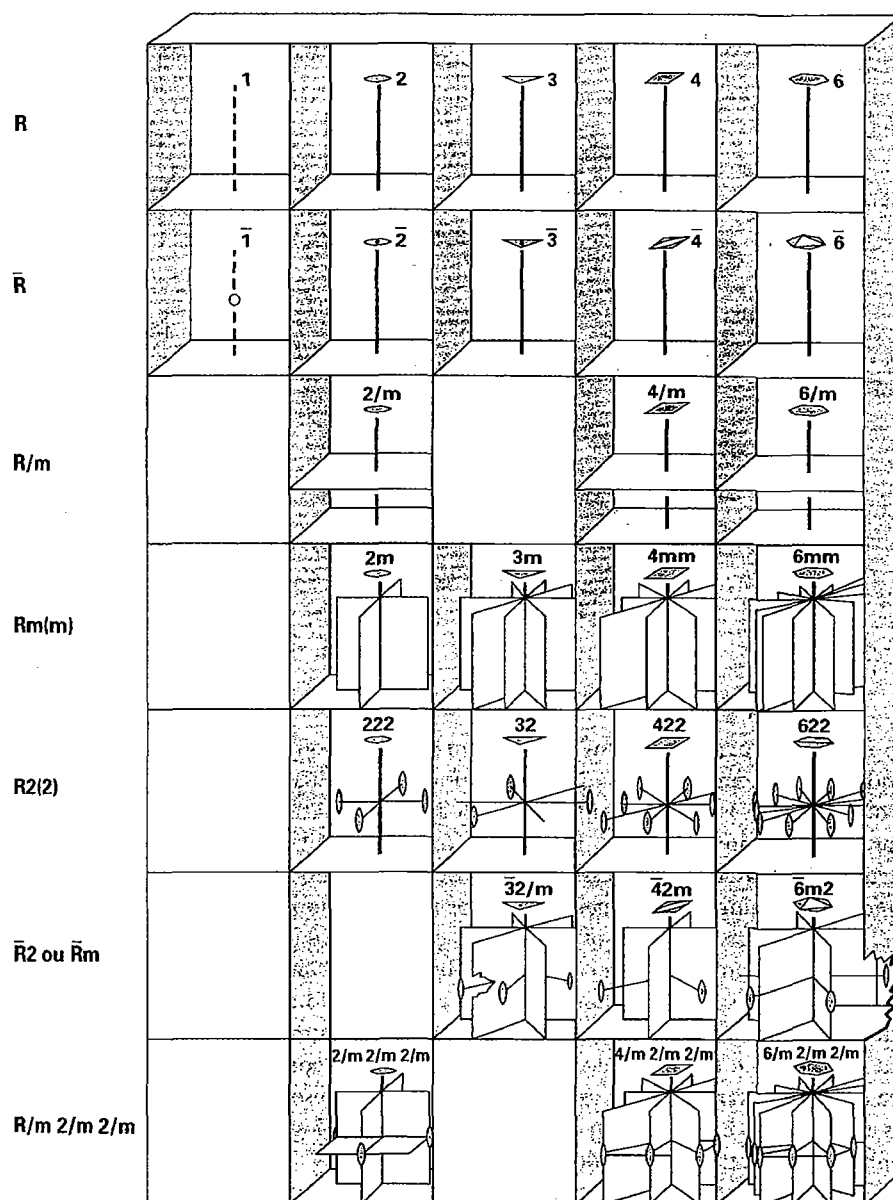 R 1 2 3 4 6
R̄ 1̄ 2̄ 3̄ 4̄ 6̄
R/m 2/m 4/m 6/m
Rm(m) 2m 3m 4mm 6mm
R2(2) 222 32 422 622
R̄2 ou R̄m 3̄2/m 4̄2m 6̄m2
R/m 2/m 2/m 2/m 2/m 2/m 4/m 2/m 2/m 6/m 2/m 2/m